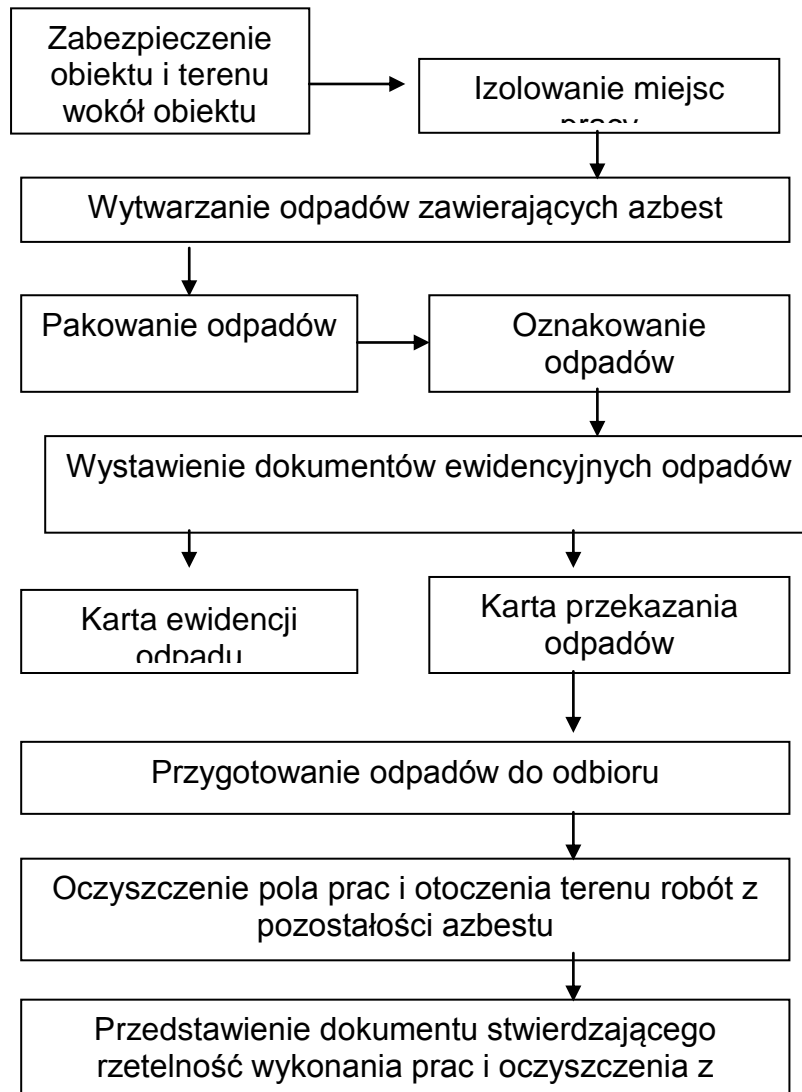 Zabezpieczenie
obiektu i terenu
wokół obiektu
Izolowanie miejsc
pracy
Wytwarzanie odpadów zawierających azbest
Pakowanie odpadów
Oznakowanie
odpadów
Wystawienie dokumentów ewidencyjnych odpadów
Karta ewidencji
odpadu
Karta przekazania
odpadów
Przygotowanie odpadów do odbioru
Oczyszczenie pola prac i otoczenia terenu robót z
pozostałości azbestu
Przedstawienie dokumentu stwierdzającego
rzetelność wykonania prac i oczyszczenia z